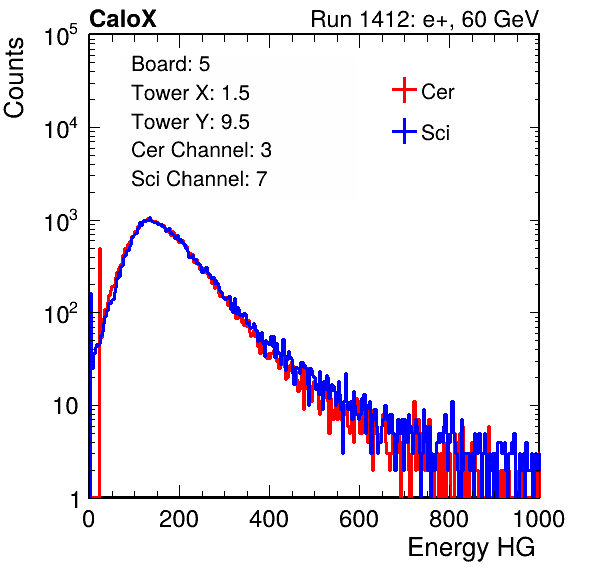 CaloX
Run 1412: e+, 60 GeV
Counts
10^5
10^4
10^3
10^2
10
1
Board: 5
Tower X: 1.5
Tower Y: 9.5
Cer Channel: 3
Sci Channel: 7
Cer
Sci
0 200 400 600 800 1000
Energy HG